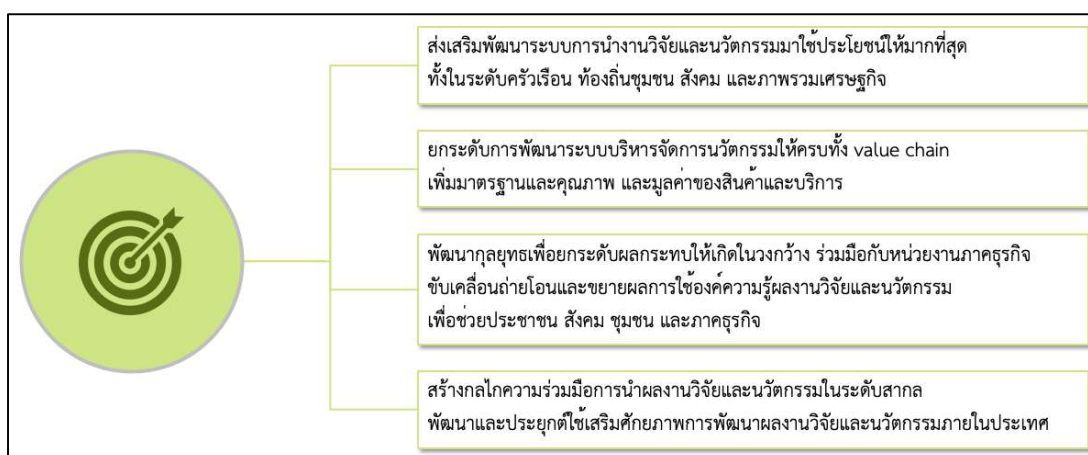 ส่งเสริมพัฒนาระบบการนำงานวิจัยและนวัตกรรมมาใช้ประโยชน์ให้มากที่สุด
ทั้งในระดับครัวเรือน ท้องถิ่นชุมชน สังคม และภาพรวมเศรษฐกิจ
ยกระดับการพัฒนาระบบบริหารจัดการนวัตกรรมให้ครบทั้ง value chain
เพิ่มมาตรฐานและคุณภาพ และมูลค่าของสินค้าและบริการ
พัฒนากุลยุทธเพื่อยกระดับผลกระทบให้เกิดในวงกว้าง ร่วมมือกับหน่วยงานภาคธุรกิจ
ขับเคลื่อนถ่ายโอนและขยายผลการใช้องค์ความรู้ผลงานวิจัยและนวัตกรรม
เพื่อช่วยประชาชน สังคม ชุมชน และภาคธุรกิจ
สร้างกลไกความร่วมมือการนำผลงานวิจัยและนวัตกรรมในระดับสากล
พัฒนาและประยุกต์ใช้เสริมศักยภาพการพัฒนาผลงานวิจัยและนวัตกรรมภายในประเทศ